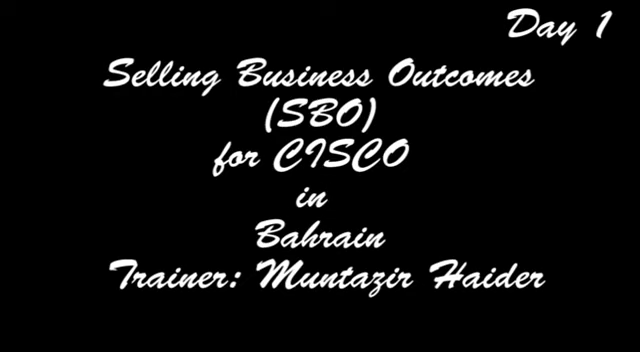 Day 1
Selling Business Outcomes
(SBO)
for CISCO
in
Bahrain
Trainer: Muntazir Haider